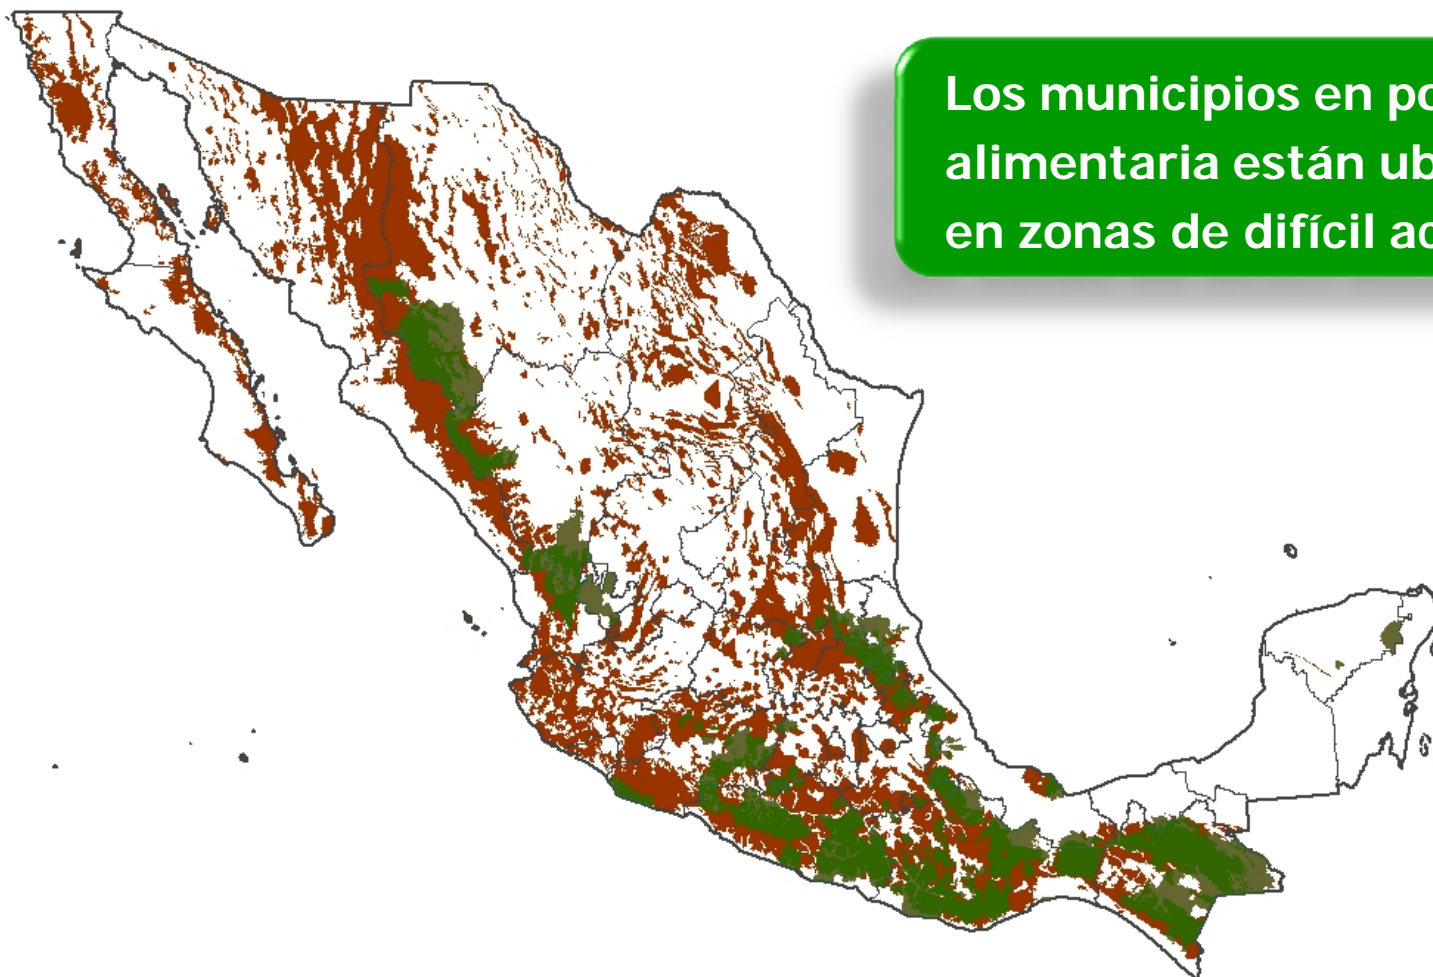 Los municipios en po
alimentaria están ub
en zonas de difícil ac